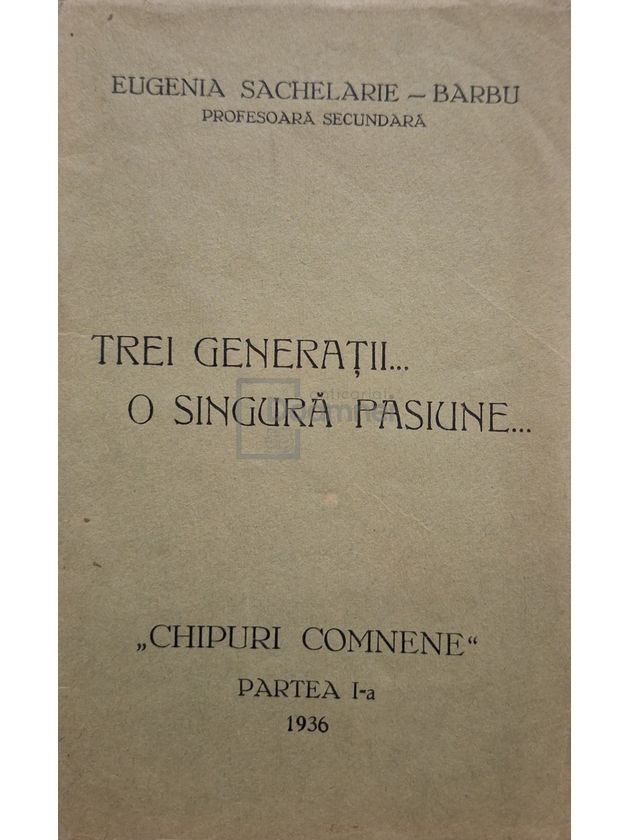 EUGENIA SACHELARIE – BARBU
PROFESOARĂ SECUNDARĂ
TREI GENERAȚII...
O SINGURĂ PASIUNE...
„CHIPURI COMNENE“
PARTEA I-a
1936